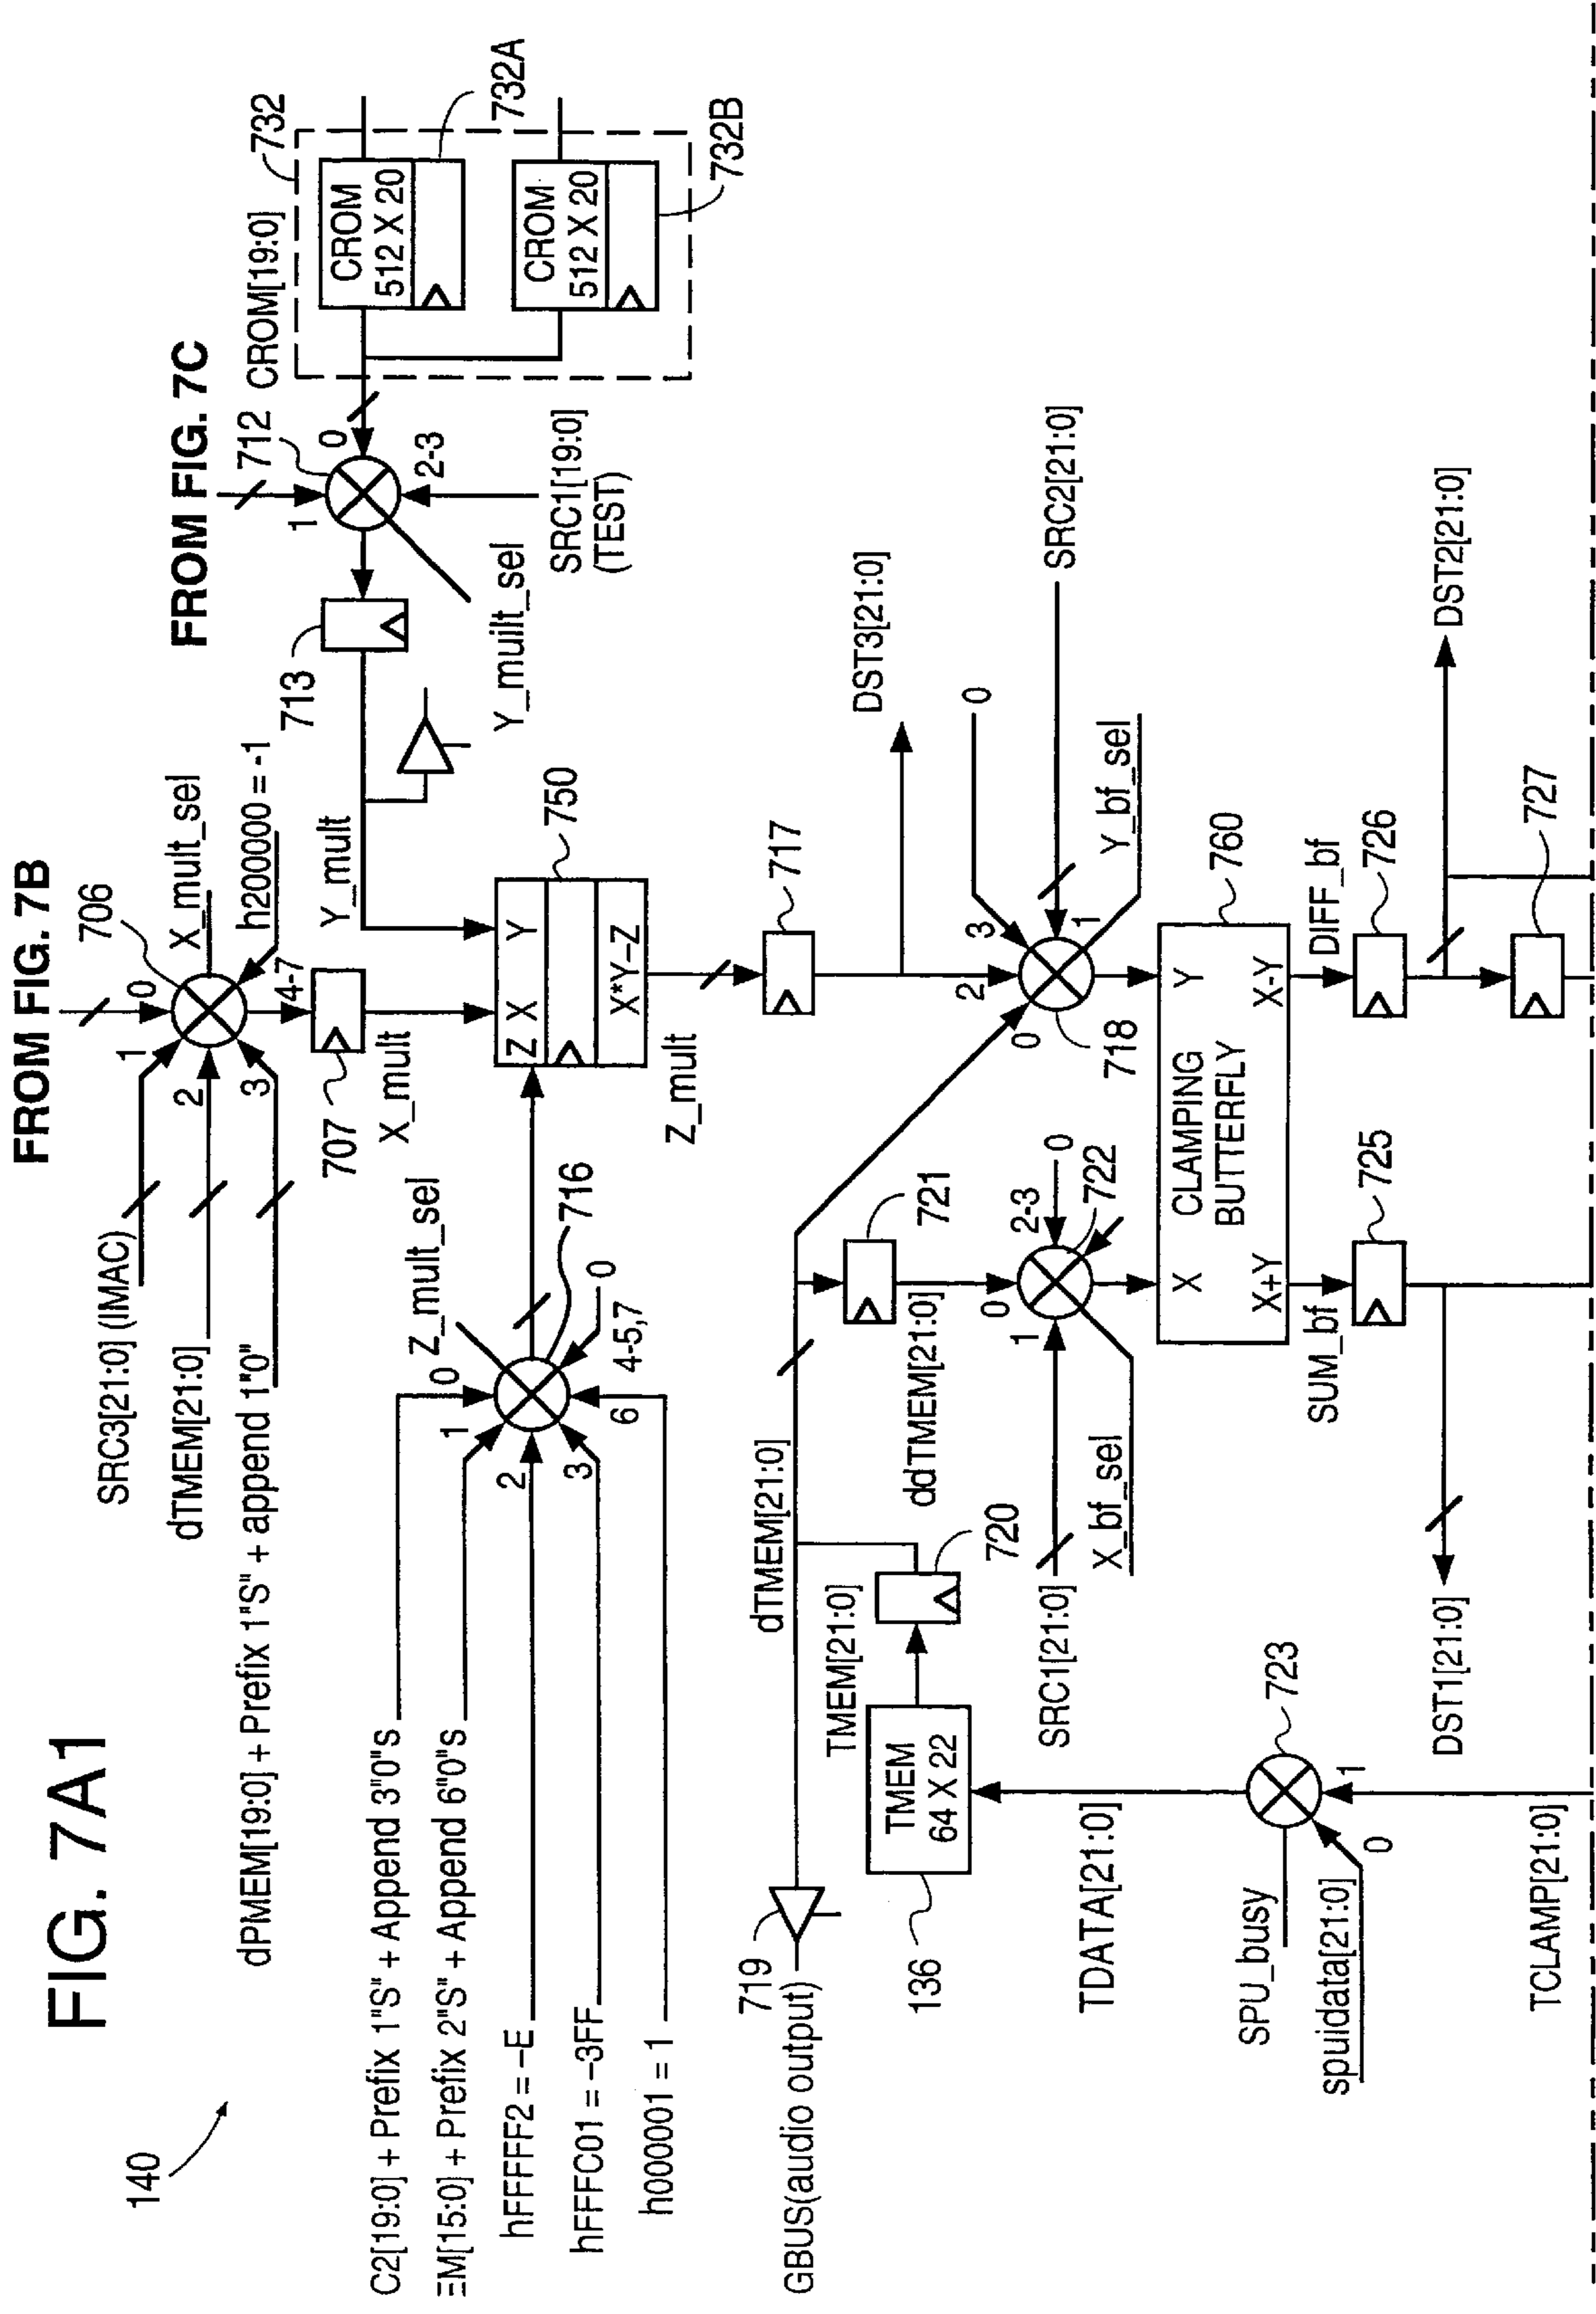 FIG. 7A1
140
FROM FIG. 7B
FROM FIG. 7C
SRC3[21:0] (IMAC)
dTMEM[21:0]
dPMEM[19:0] + Prefix 1"S" + append 1"0"
0
1
2
3
4-7
706
X_mult_sel
h200000 = -1
707
X_mult
712
1
0
2-3
CROM[19:0]
732
CROM
512 X 20
732A
CROM
512 X 20
732B
SRC1[19:0]
(TEST)
Y_muilt_sel
713
Y_mult
C2[19:0] + Prefix 1"S" + Append 3"0"s
EM[15:0] + Prefix 2"S" + Append 6"0"s
hFFFFF2 = –E
hFFFC01 = –3FF
h000001 = 1
0
1
2
3
6
4-5,7
0
Z_mult_sel
716
Z X Y
X*Y–Z
750
Z_mult
717
DST3[21:0]
0
SRC2[21:0]
3
2
0
1
718
Y_bf_sel
GBUS(audio output)
719
dTMEM[21:0]
TMEM[21:0]
720
TMEM
64 X 22
136
721
ddTMEM[21:0]
SRC1[21:0]
0
1
2-3
0
722
X_bf_sel
X
Y
CLAMPING
BUTTERFLY
X+Y
X-Y
760
SUM_bf
DIFF_bf
725
726
727
DST1[21:0]
DST2[21:0]
TDATA[21:0]
SPU_busy
spuidata[21:0]
723
0
1
TCLAMP[21:0]